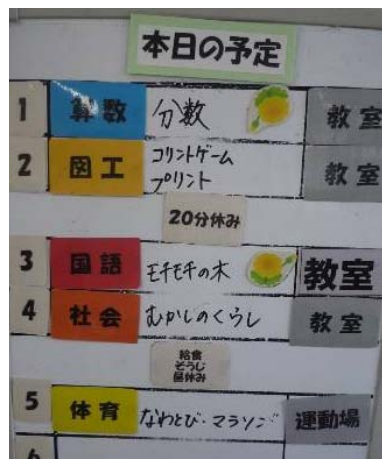 本日の予定
1 算数 分数 教室
2 図工 コリントゲーム 教室
プリント
20分休み
3 国語 モチモチの木 教室
4 社会 むかしのくらし 教室
給食
そうじ
昼休み
5 体育 なわとび・マラソン 運動場
6